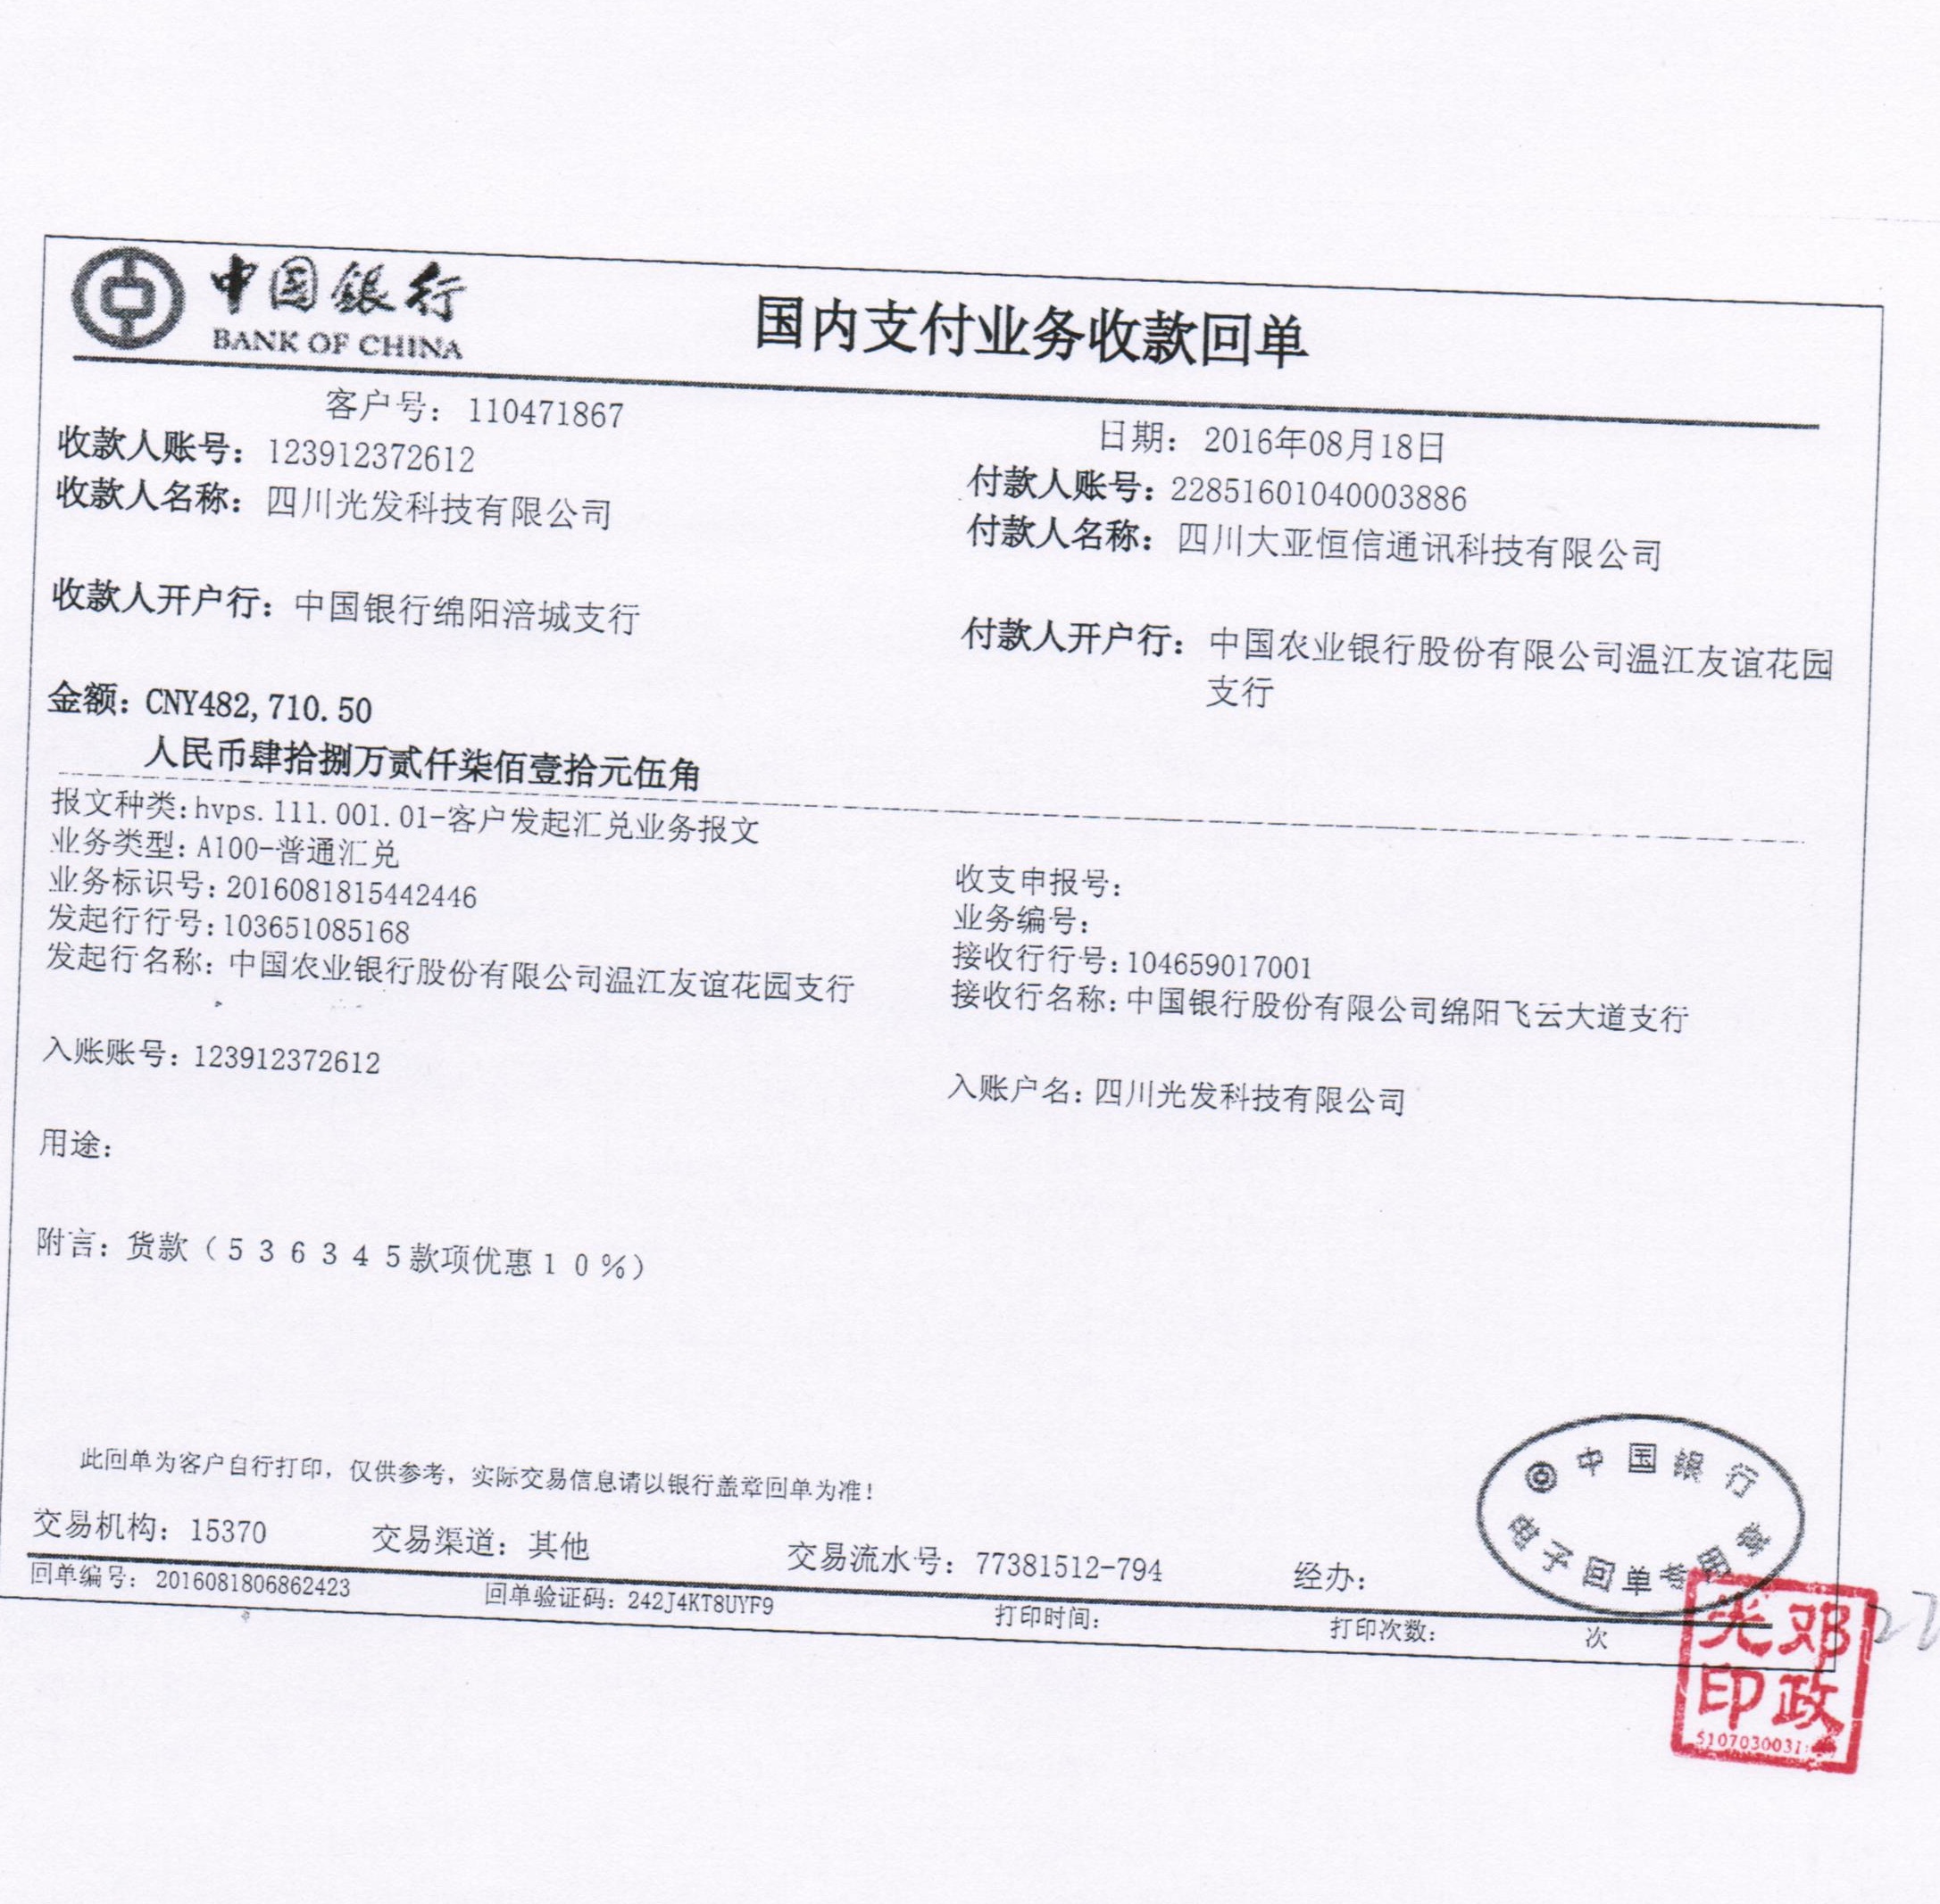 中国银行
BANK OF CHINA
国内支付业务收款回单
客户号：110471867
日期：2016年08月18日
收款人账号：123912372612
付款人账号：22851601040003886
收款人名称：四川光发科技有限公司
付款人名称：四川大亚恒信通讯科技有限公司
收款人开户行：中国银行绵阳涪城支行
付款人开户行：中国农业银行股份有限公司温江友谊花园
支行
金额：CNY482,710.50
人民币肆拾捌万贰仟柒佰壹拾元伍角
报文种类：hvps.111.001.01-客户发起汇兑业务报文
业务类型：A100-普通汇兑
收支申报号：
业务标识号：2016081815442446
业务编号：
发起行行号：103651085168
接收行行号：104659017001
发起行名称：中国农业银行股份有限公司温江友谊花园支行
接收行名称：中国银行股份有限公司绵阳飞云大道支行
入账账号：123912372612
入账户名：四川光发科技有限公司
用途：
附言：货款（５３６３４５款项优惠１０％）
此回单为客户自行打印，仅供参考，实际交易信息请以银行盖章回单为准！
交易机构：15370
交易渠道：其他
交易流水号：77381512-794
经办：
回单编号：2016081806862423
回单验证码：242J4KT8UYF9
打印时间：
打印次数：
次
中国银行
电子回单专用章
邓政
光印